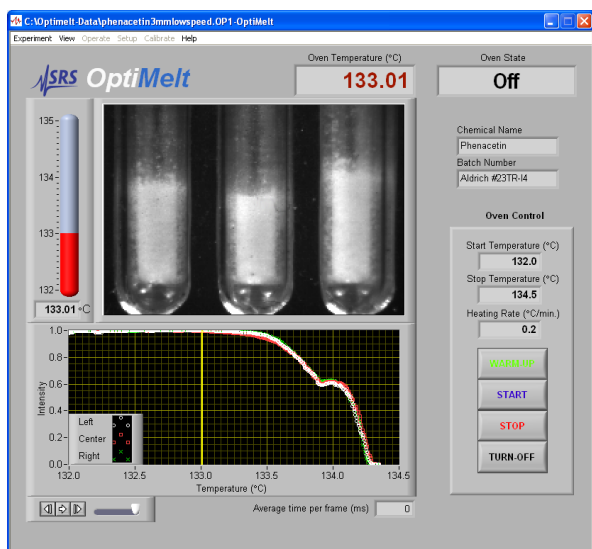 C:\Optimelt-Data\phenacetin3mmlowspeed.OP1-OptiMelt
Experiment View Operate Setup Calibrate Help
SRS OptiMelt
Oven Temperature (°C)
133.01
Oven State
Off
135-
134-
133-
132-
133.01 °C
Chemical Name
Phenacetin
Batch Number
Aldrich #23TR-I4
Oven Control
Start Temperature (°C)
132.0
Stop Temperature (°C)
134.5
Heating Rate (°C/min.)
0.2
WARM-UP
START
STOP
TURN-OFF
Intensity
1.0-
0.8-
0.6-
0.4-
0.2-
0.0-
Left
Center
Right
132.0 132.5 133.0 133.5 134.0 134.5
Temperature (°C)
Average time per frame (ms) 0